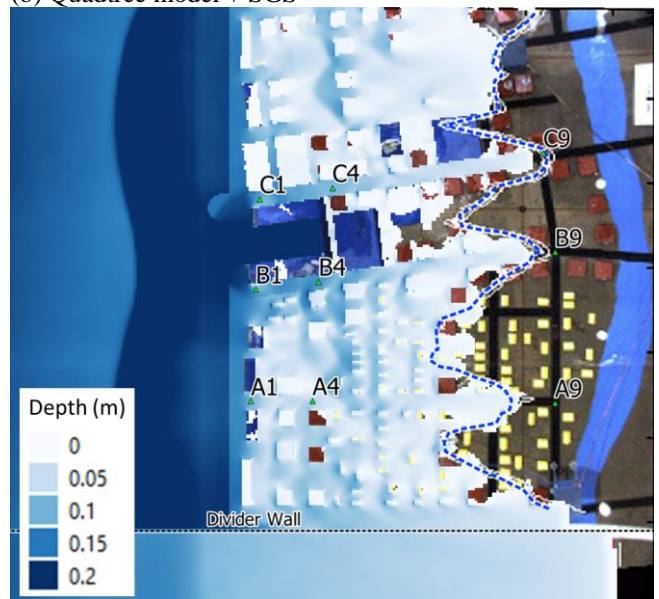 (b) Quadtree model + SGS
C9
C4
C1
B9
B4
B1
A1
A4
A9
Depth (m)
0
0.05
0.1
0.15
0.2
Divider Wall